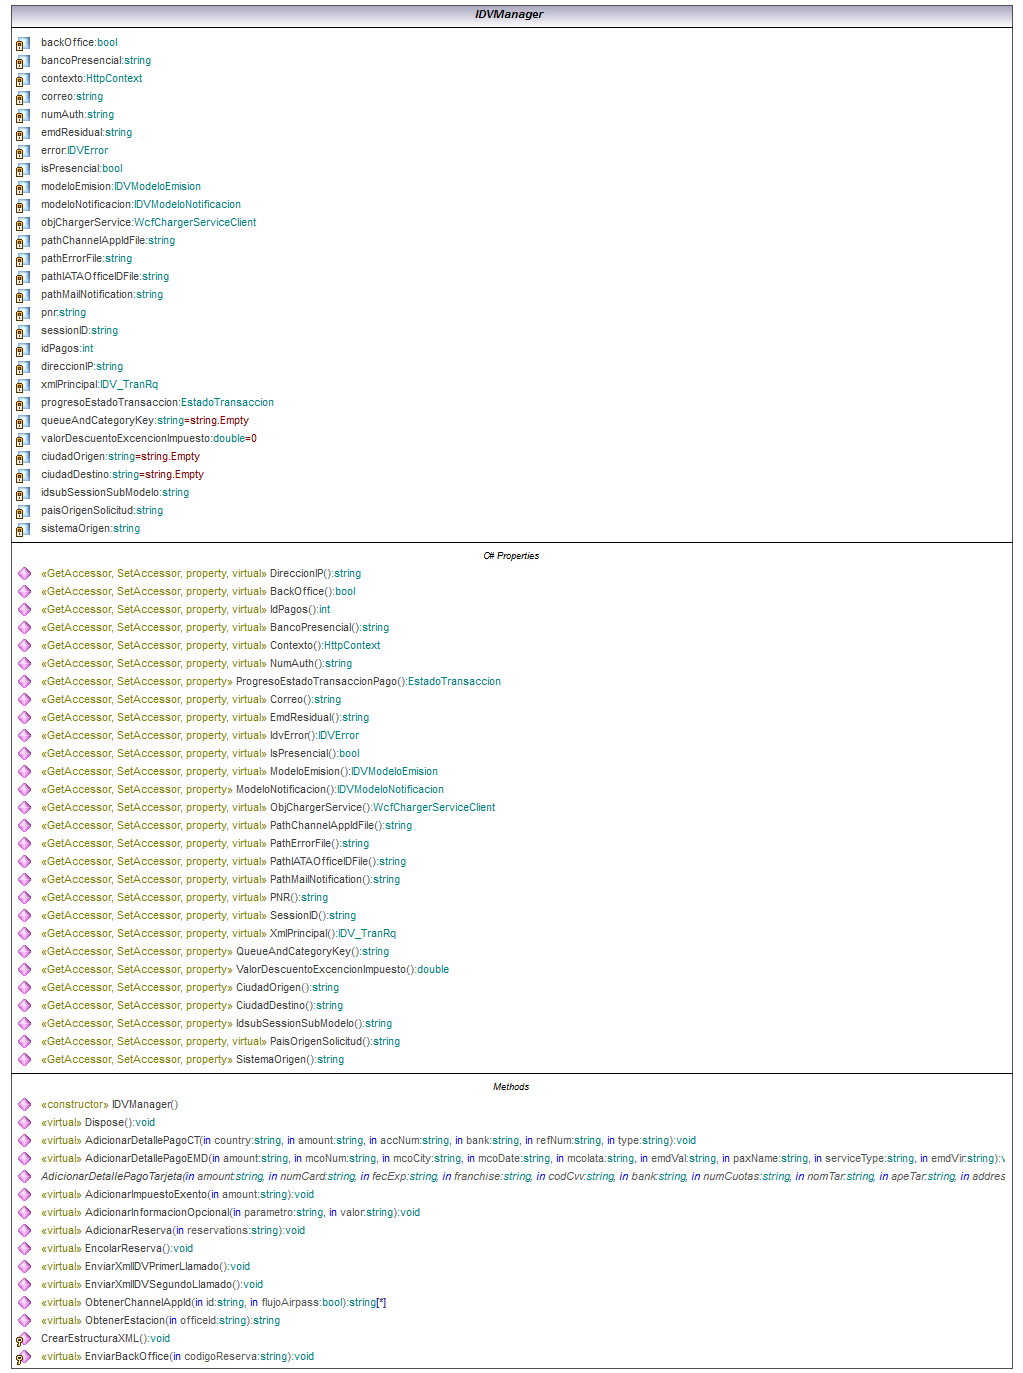 IDVManager
backOffice:bool
bancoPresencial:string
contexto:HttpContext
correo:string
numAuth:string
emdResidual:string
error:IDVError
isPresencial:bool
modeloEmision:IDVModeloEmision
modeloNotificacion:IDVModeloNotificacion
objChargerService:WcfChargerServiceClient
pathChannelAppIdFile:string
pathErrorFile:string
pathIATAOfficeIDFile:string
pathMailNotification:string
pnr:string
sessionID:string
idPagos:int
direccionIP:string
xmlPrincipal:IDV_TranRq
progresoEstadoTransaccion:EstadoTransaccion
queueAndCategoryKey:string=string.Empty
valorDescuentoExcencionImpuesto:double=0
ciudadOrigen:string=string.Empty
ciudadDestino:string=string.Empty
idsubSessionSubModelo:string
paisOrigenSolicitud:string
sistemaOrigen:string
C# Properties
«GetAccessor, SetAccessor, property, virtual» DireccionIP():string
«GetAccessor, SetAccessor, property, virtual» BackOffice():bool
«GetAccessor, SetAccessor, property, virtual» IdPagos():int
«GetAccessor, SetAccessor, property, virtual» BancoPresencial():string
«GetAccessor, SetAccessor, property, virtual» Contexto():HttpContext
«GetAccessor, SetAccessor, property, virtual» NumAuth():string
«GetAccessor, SetAccessor, property» ProgresoEstadoTransaccionPago():EstadoTransaccion
«GetAccessor, SetAccessor, property, virtual» Correo():string
«GetAccessor, SetAccessor, property, virtual» EmdResidual():string
«GetAccessor, SetAccessor, property, virtual» IdvError():IDVError
«GetAccessor, SetAccessor, property, virtual» IsPresencial():bool
«GetAccessor, SetAccessor, property, virtual» ModeloEmision():IDVModeloEmision
«GetAccessor, SetAccessor, property» ModeloNotificacion():IDVModeloNotificacion
«GetAccessor, SetAccessor, property, virtual» ObjChargerService():WcfChargerServiceClient
«GetAccessor, SetAccessor, property, virtual» PathChannelAppIdFile():string
«GetAccessor, SetAccessor, property, virtual» PathErrorFile():string
«GetAccessor, SetAccessor, property, virtual» PathIATAOfficeIDFile():string
«GetAccessor, SetAccessor, property, virtual» PathMailNotification():string
«GetAccessor, SetAccessor, property, virtual» PNR():string
«GetAccessor, SetAccessor, property, virtual» SessionID():string
«GetAccessor, SetAccessor, property, virtual» XmlPrincipal():IDV_TranRq
«GetAccessor, SetAccessor, property» QueueAndCategoryKey():string
«GetAccessor, SetAccessor, property» ValorDescuentoExcencionImpuesto():double
«GetAccessor, SetAccessor, property» CiudadOrigen():string
«GetAccessor, SetAccessor, property» CiudadDestino():string
«GetAccessor, SetAccessor, property» IdsubSessionSubModelo():string
«GetAccessor, SetAccessor, property» PaisOrigenSolicitud():string
«GetAccessor, SetAccessor, property» SistemaOrigen():string
Methods
«constructor» IDVManager()
«virtual» Dispose():void
«virtual» AdicionarDetallePagoCT(in country:string, in amount:string, in accNum:string, in bank:string, in refNum:string, in type:string):void
«virtual» AdicionarDetallePagoEMD(in amount:string, in mcoNum:string, in mcoCity:string, in mcoDate:string, in mcoIata:string, in emdVal:string, in paxName:string, in serviceType:string, in emdVir:string):v
AdicionarDetallePagoTarjeta(in amount:string, in numCard:string, in fecExp:string, in franchise:string, in codCvv:string, in bank:string, in numCuotas:string, in nomTar:string, in apeTar:string, in addres
«virtual» AdicionarImpuestoExento(in amount:string):void
«virtual» AdicionarInformacionOpcional(in parametro:string, in valor:string):void
«virtual» AdicionarReserva(in reservations:string):void
«virtual» EncolarReserva():void
«virtual» EnviarXmlIDVPrimerLlamado():void
«virtual» EnviarXmlIDVSegundoLlamado():void
«virtual» ObtenerChannelAppId(in id:string, in flujoAirpass:bool):string[*]
«virtual» ObtenerEstacion(in officeId:string):string
CrearEstructuraXML():void
«virtual» EnviarBackOffice(in codigoReserva:string):void